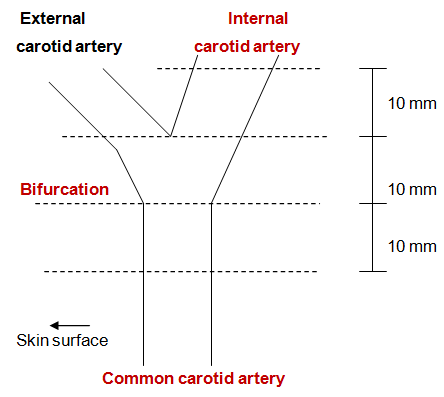 External
carotid artery
Internal
carotid artery
10 mm
Bifurcation
10 mm
10 mm
Skin surface
Common carotid artery